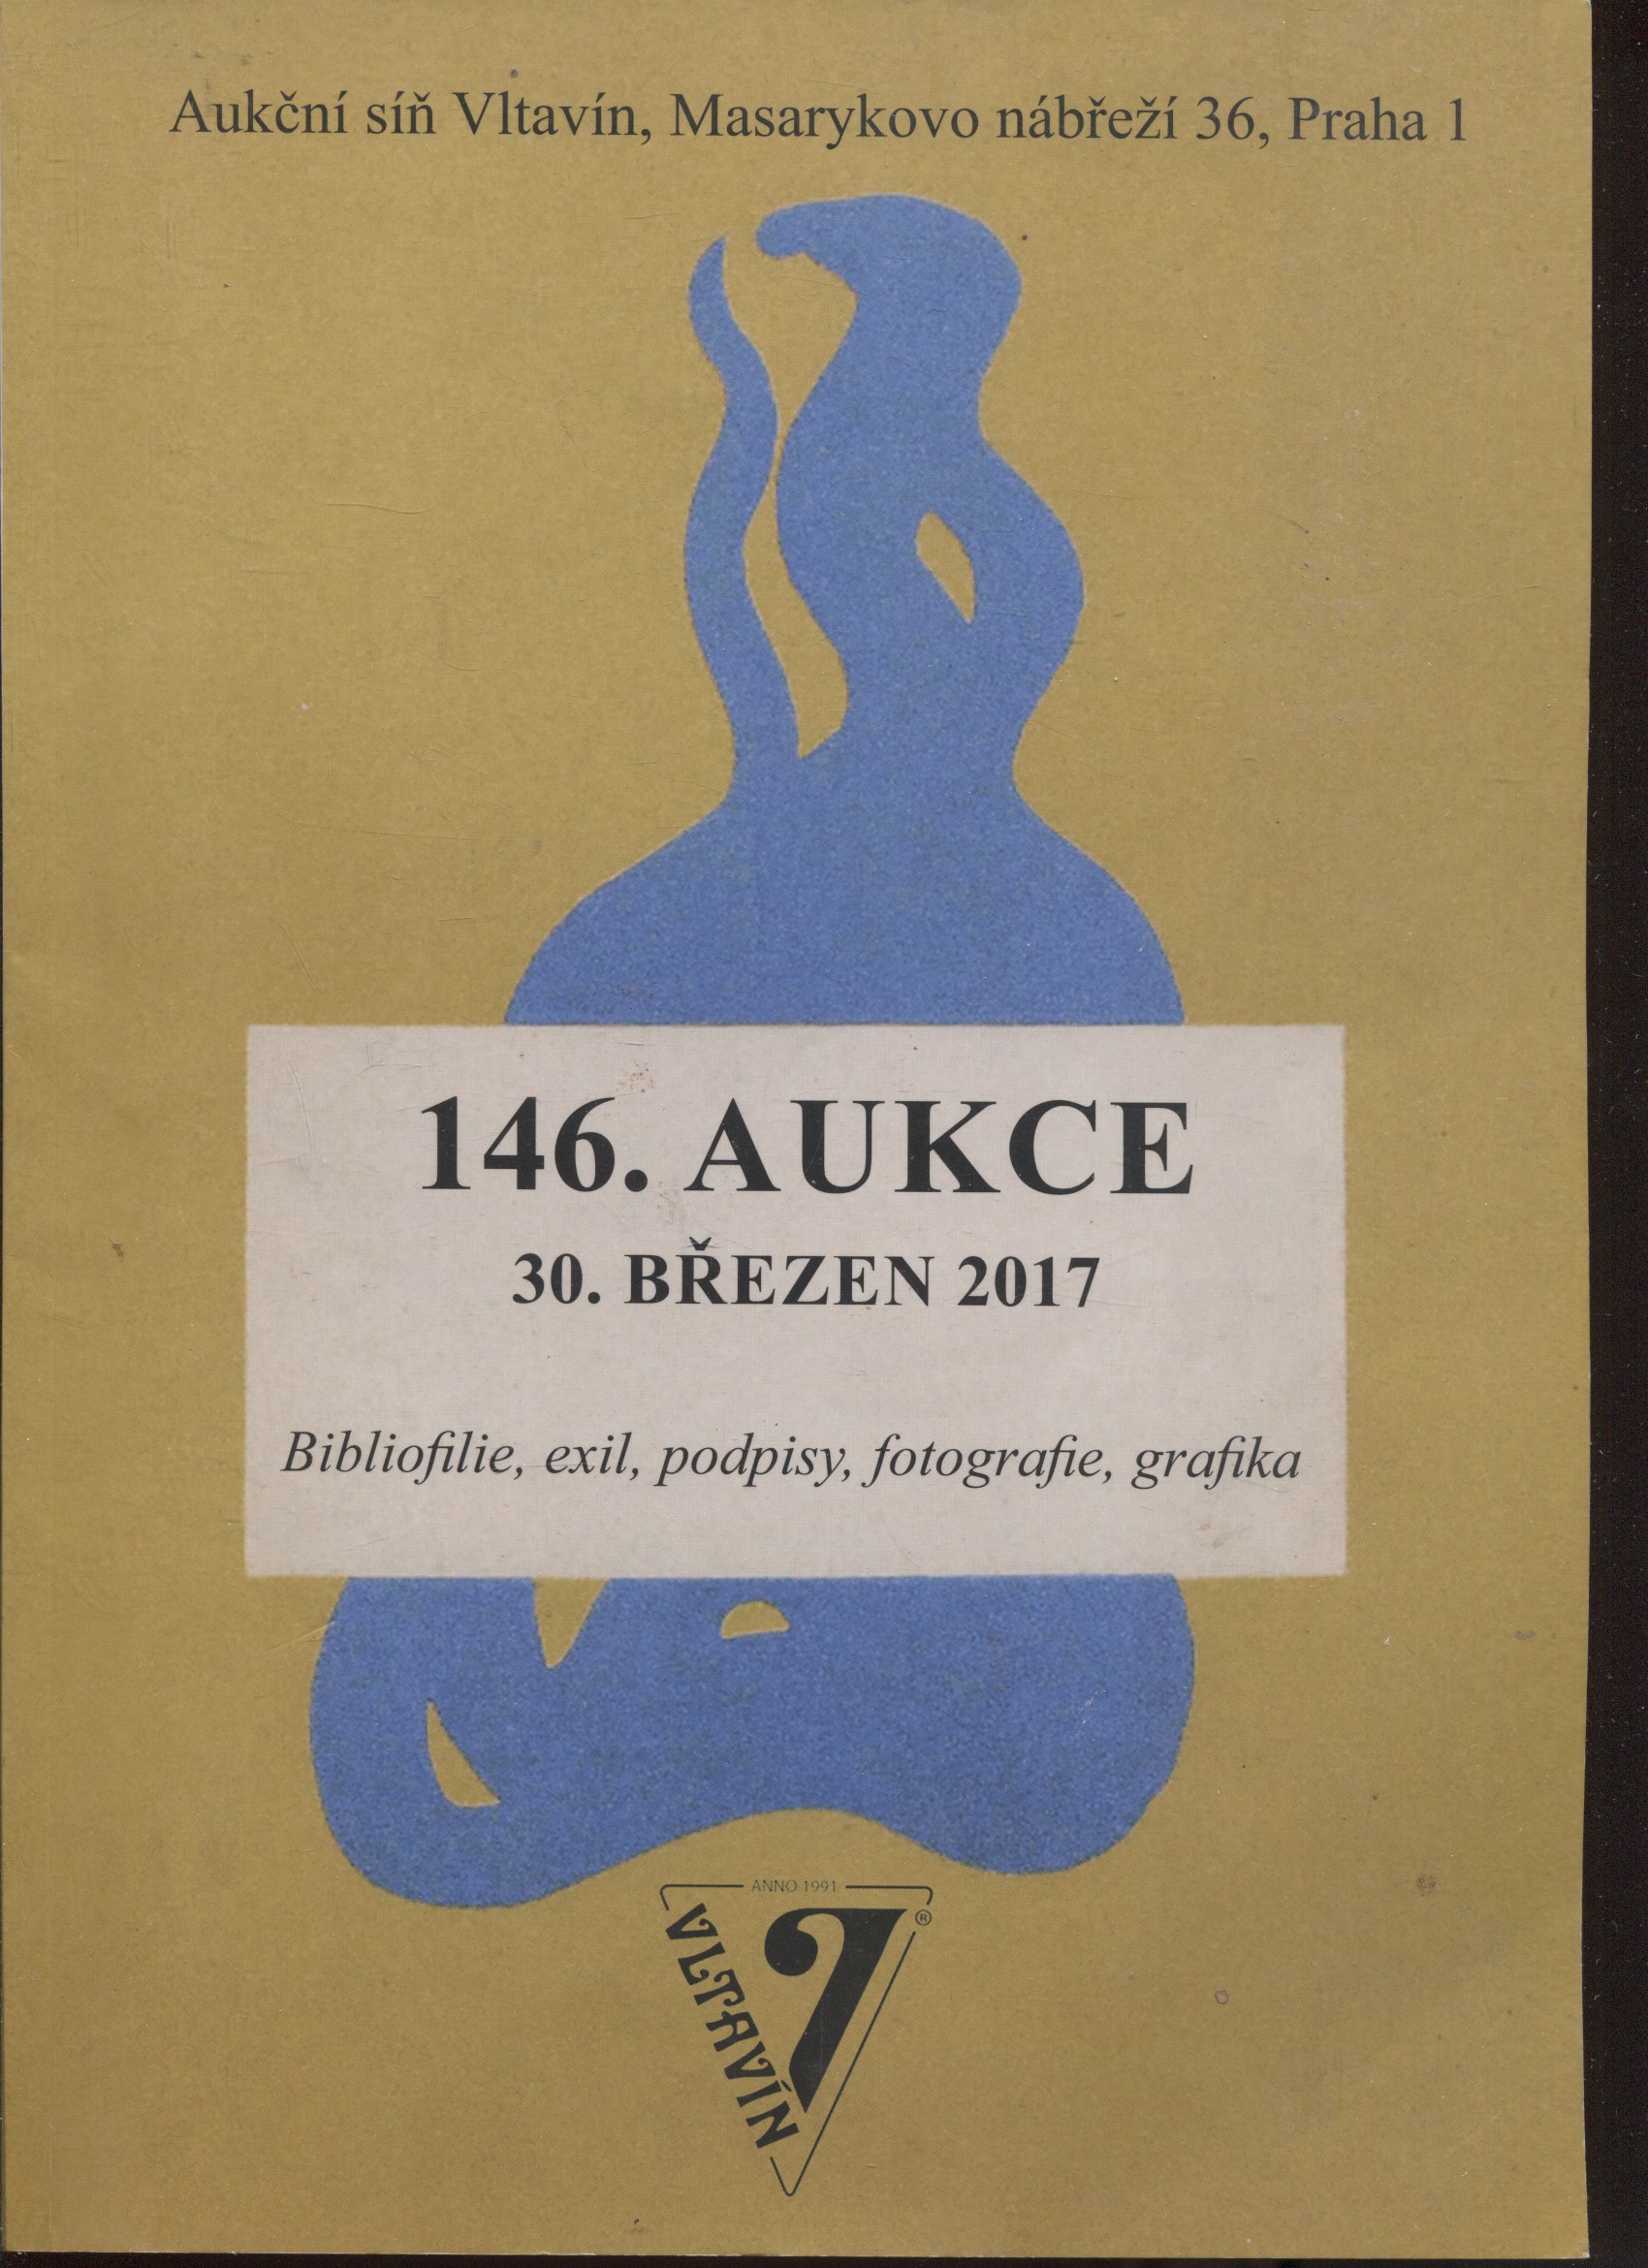 Aukční síň Vltavín, Masarykovo nábřeží 36, Praha 1
146. AUKCE
30. BŘEZEN 2017
Bibliofilie, exil, podpisy, fotografie, grafika
ANNO 1991
®
VLTAVÍN